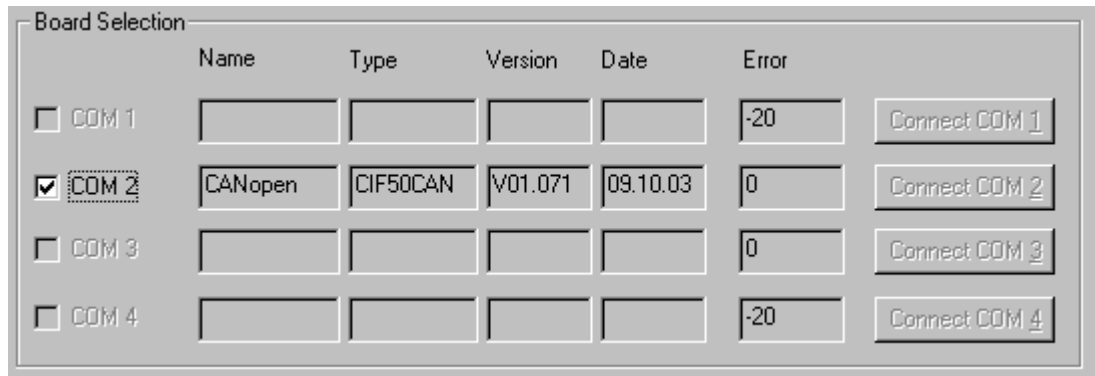 Board Selection
Name Type Version Date Error
COM 1 -20 Connect COM 1
COM 2 CANopen CIF50CAN V01.071 09.10.03 0 Connect COM 2
COM 3 0 Connect COM 3
COM 4 -20 Connect COM 4